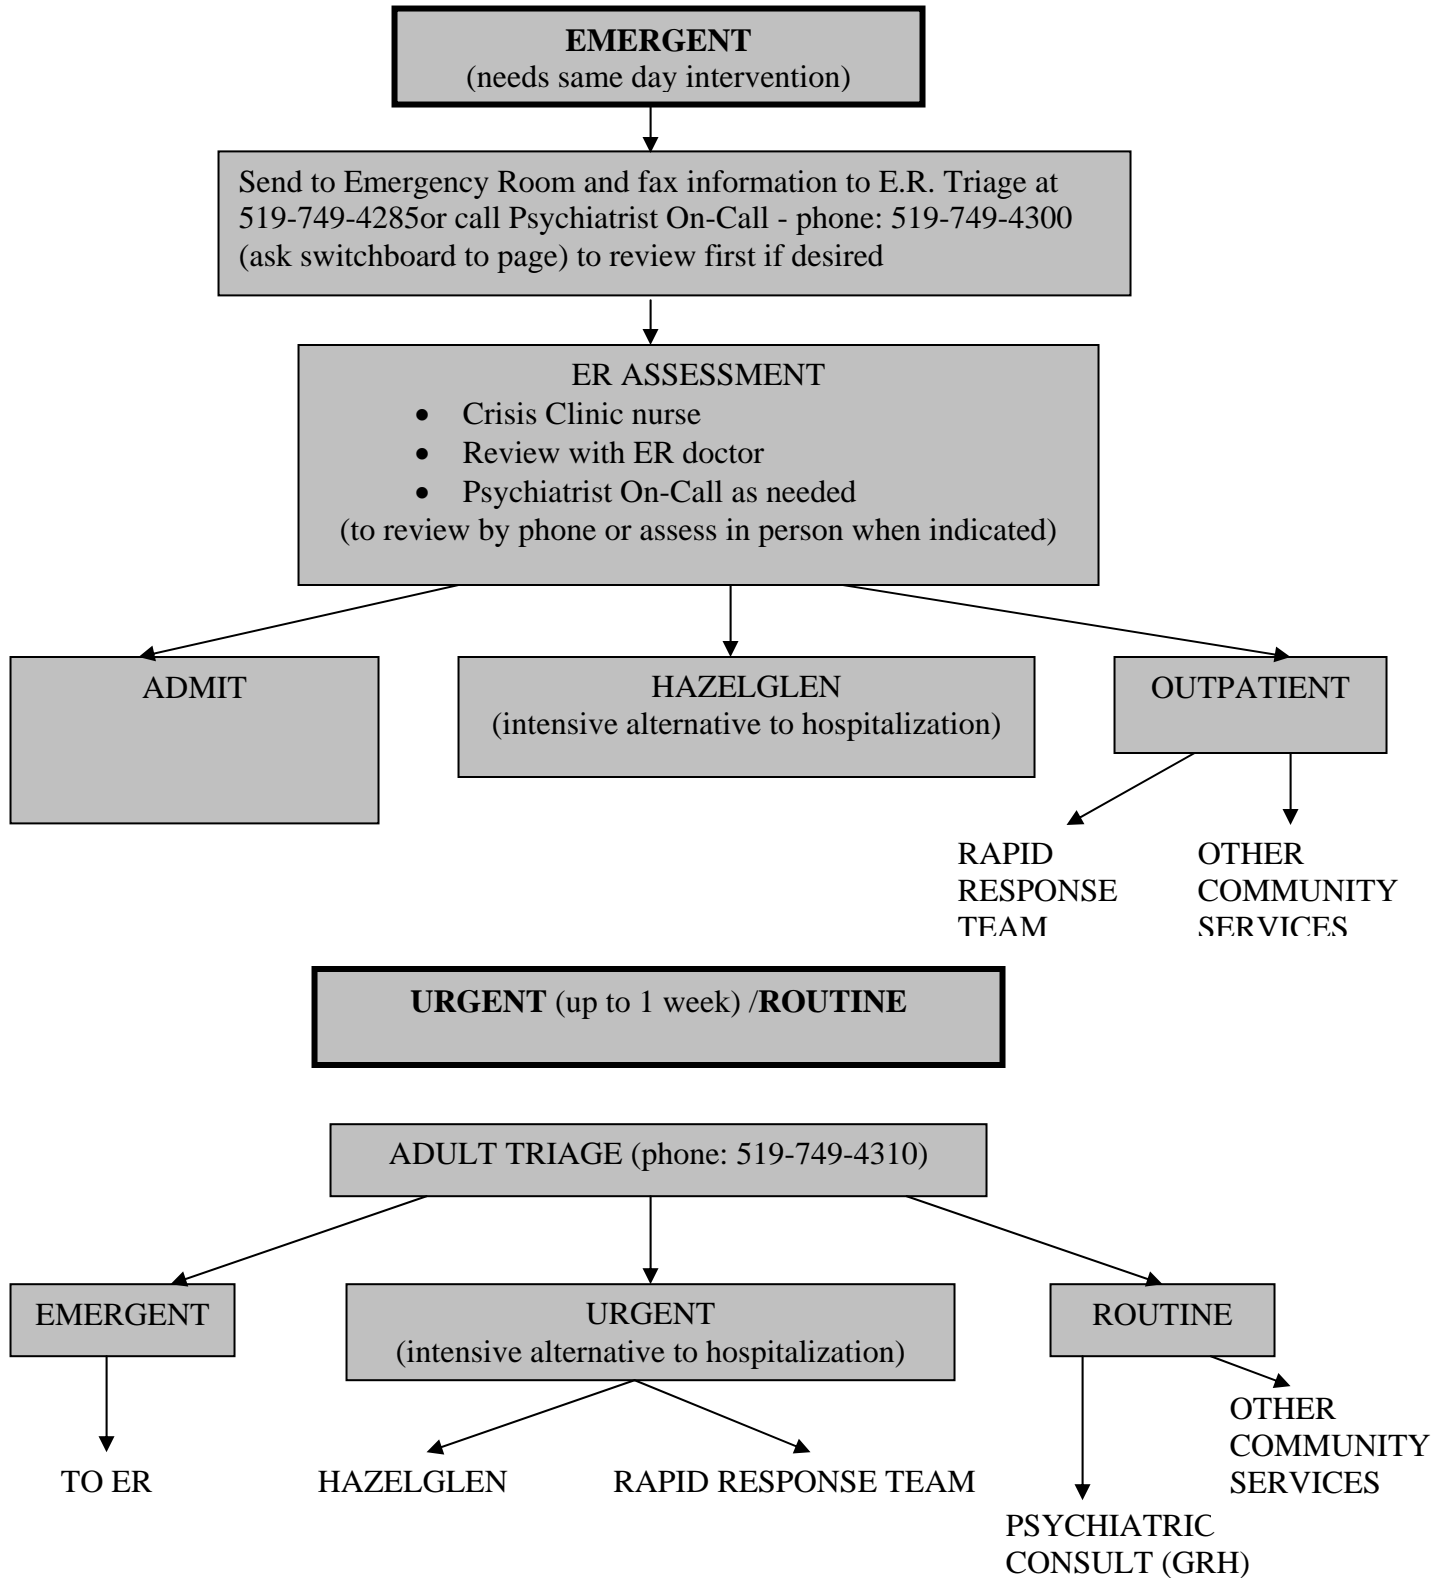 EMERGENT
(needs same day intervention)
Send to Emergency Room and fax information to E.R. Triage at
519-749-4285or call Psychiatrist On-Call - phone: 519-749-4300
(ask switchboard to page) to review first if desired
ER ASSESSMENT
• Crisis Clinic nurse
• Review with ER doctor
• Psychiatrist On-Call as needed
(to review by phone or assess in person when indicated)
ADMIT
HAZELGLEN
(intensive alternative to hospitalization)
OUTPATIENT
RAPID
RESPONSE
TEAM
OTHER
COMMUNITY
SERVICES
URGENT (up to 1 week) /ROUTINE
ADULT TRIAGE (phone: 519-749-4310)
EMERGENT
URGENT
(intensive alternative to hospitalization)
ROUTINE
TO ER
HAZELGLEN
RAPID RESPONSE TEAM
OTHER
COMMUNITY
SERVICES
PSYCHIATRIC
CONSULT (GRH)